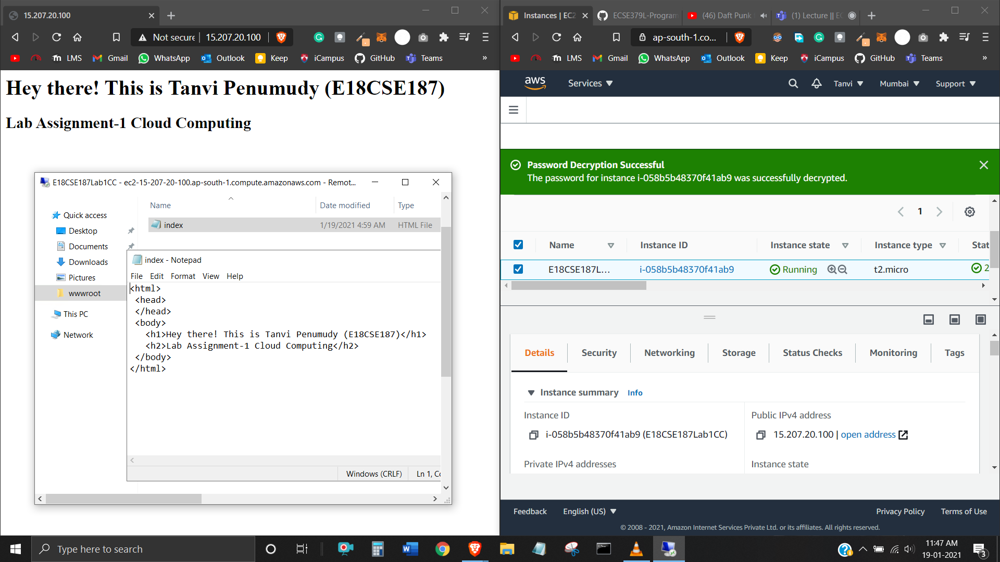 15.207.20.100
Not secure
15.207.20.100
LMS
Gmail
WhatsApp
Outlook
Keep
iCampus
GitHub
Teams
»
Hey there! This is Tanvi Penumudy (E18CSE187)
Lab Assignment-1 Cloud Computing
E18CSE187Lab1CC - ec2-15-207-20-100.ap-south-1.compute.amazonaws.com - Remot...
Name
Date modified
Type
Quick access
Desktop
Documents
Downloads
Pictures
wwwroot
This PC
Network
index
1/19/2021 4:59 AM
HTML File
index - Notepad
File Edit Format View Help
<html>
<head>
</head>
<body>
<h1>Hey there! This is Tanvi Penumudy (E18CSE187)</h1>
<h2>Lab Assignment-1 Cloud Computing</h2>
</body>
</html>
Windows (CRLF)
Ln 1, Co
Instances | EC2
ECSE379L-Program
(46) Daft Punk
(1) Lecture || EC
ap-south-1.co...
LMS
Gmail
WhatsApp
Outlook
Keep
iCampus
GitHub
Teams
»
aws
Services
Tanvi
Mumbai
Support
Password Decryption Successful
The password for instance i-058b5b48370f41ab9 was successfully decrypted.
1
Name
Instance ID
Instance state
Instance type
Stat
E18CSE187L...
i-058b5b48370f41ab9
Running
t2.micro
2
Details
Security
Networking
Storage
Status Checks
Monitoring
Tags
Instance summary Info
Instance ID
i-058b5b48370f41ab9 (E18CSE187Lab1CC)
Public IPv4 address
15.207.20.100 | open address
Private IPv4 addresses
Instance state
Feedback
English (US)
Privacy Policy
Terms of Use
© 2008 - 2021, Amazon Internet Services Private Ltd. or its affiliates. All rights reserved.
Type here to search
11:47 AM
19-01-2021
3